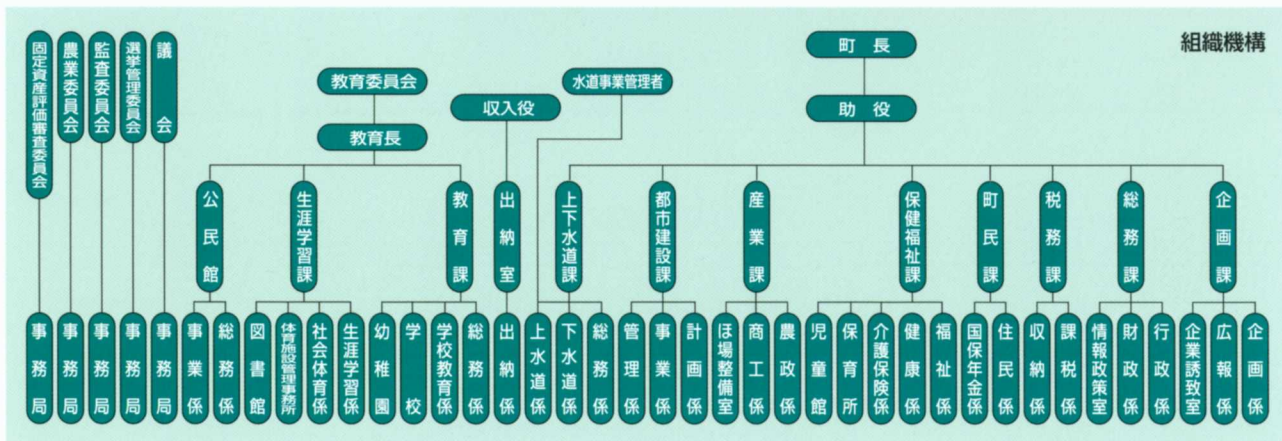 組織機構
町長
助役
水道事業管理者
収入役
教育委員会
教育長
議会
選挙管理委員会
監査委員会
農業委員会
固定資産評価審査委員会
企画課
総務課
税務課
町民課
保健福祉課
産業課
都市建設課
上下水道課
出納室
教育課
生涯学習課
公民館
企画係
広報係
企業誘致室
行政係
財政係
情報政策室
課税係
収納係
住民係
国保年金係
福祉係
健康係
介護保険係
保育所
児童館
農政係
商工係
ほ場整備室
計画係
事業係
管理係
総務係
下水道係
上水道係
出納係
総務係
学校教育係
学校
幼稚園
生涯学習係
社会体育係
体育施設管理事務所
図書館
総務係
事業係
事務局
事務局
事務局
事務局
事務局